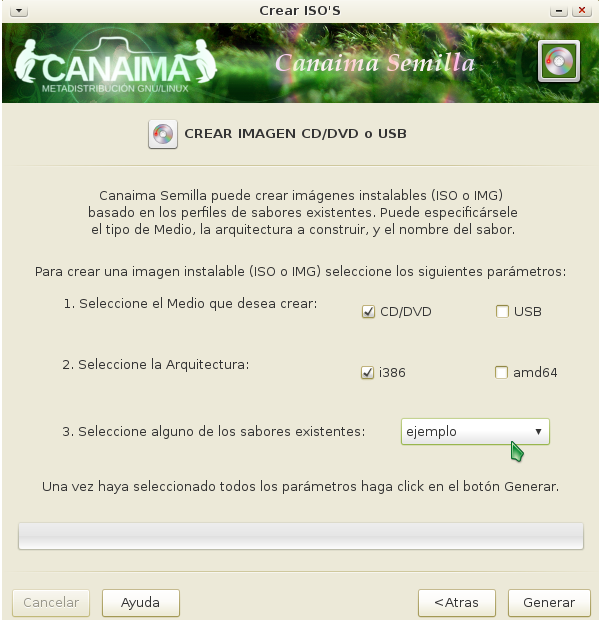 Crear ISO'S
CANAIMA
METADISTRIBUCIÓN GNU/LINUX
Canaima Semilla
CREAR IMAGEN CD/DVD o USB
Canaima Semilla puede crear imágenes instalables (ISO o IMG)
basado en los perfiles de sabores existentes. Puede especificársele
el tipo de Medio, la arquitectura a construir, y el nombre del sabor.
Para crear una imagen instalable (ISO o IMG) seleccione los siguientes parámetros:
1. Seleccione el Medio que desea crear: CD/DVD USB
2. Seleccione la Arquitectura: i386 amd64
3. Seleccione alguno de los sabores existentes: ejemplo
Una vez haya seleccionado todos los parámetros haga click en el botón Generar.
Cancelar Ayuda <Atras Generar